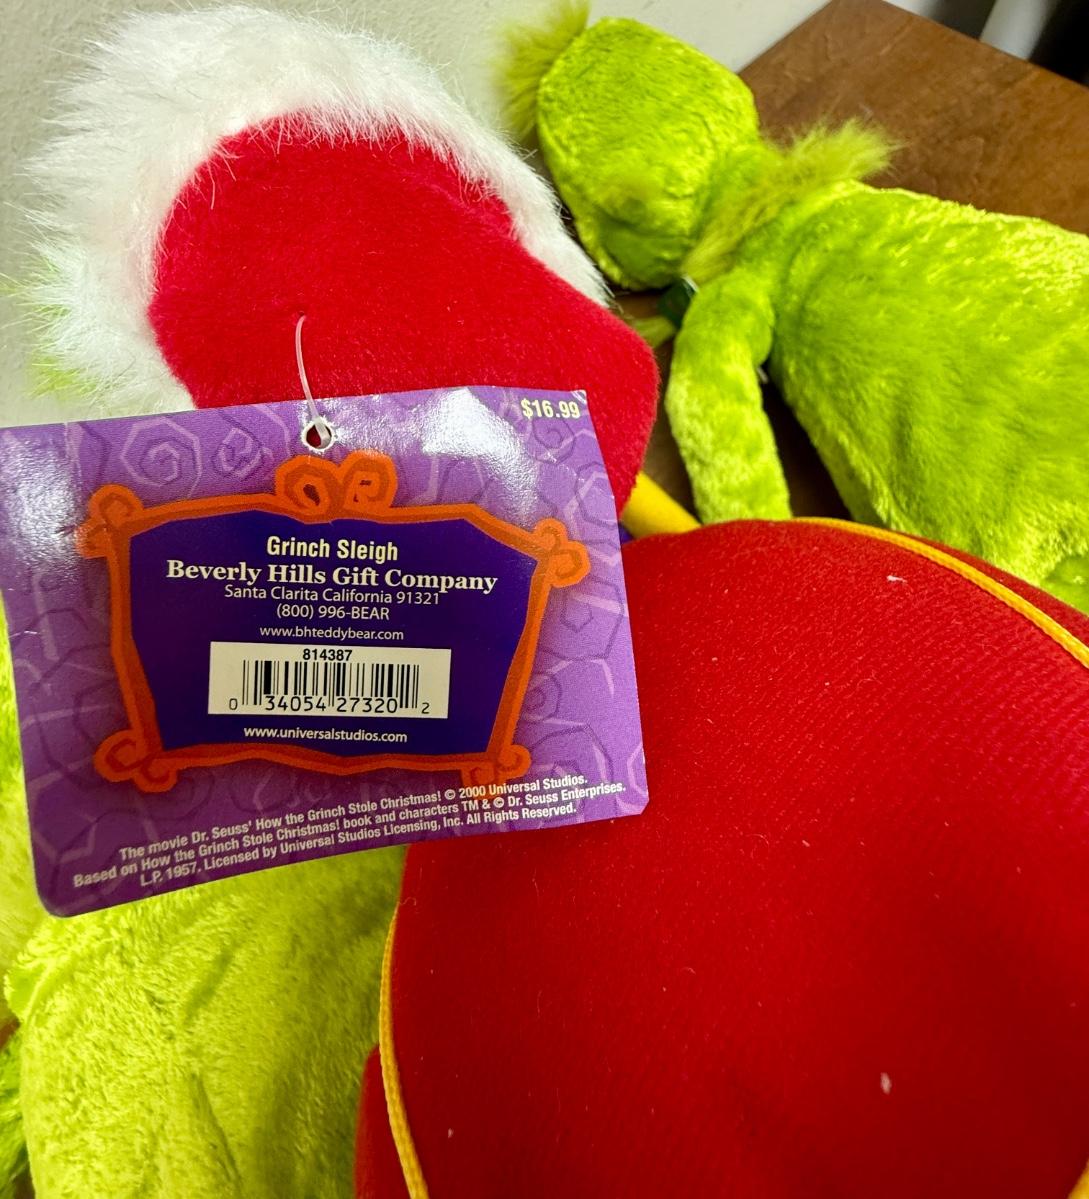 $16.99
Grinch Sleigh
Beverly Hills Gift Company
Santa Clarita California 91321
(800) 996-BEAR
www.bhteddybear.com
814387
0 34054 27320 2
www.universalstudios.com
The movie Dr. Seuss' How the Grinch Stole Christmas! © 2000 Universal Studios.
Based on How the Grinch Stole Christmas! book and characters TM & © Dr. Seuss Enterprises.
L.P. 1957. Licensed by Universal Studios Licensing, Inc. All Rights Reserved.